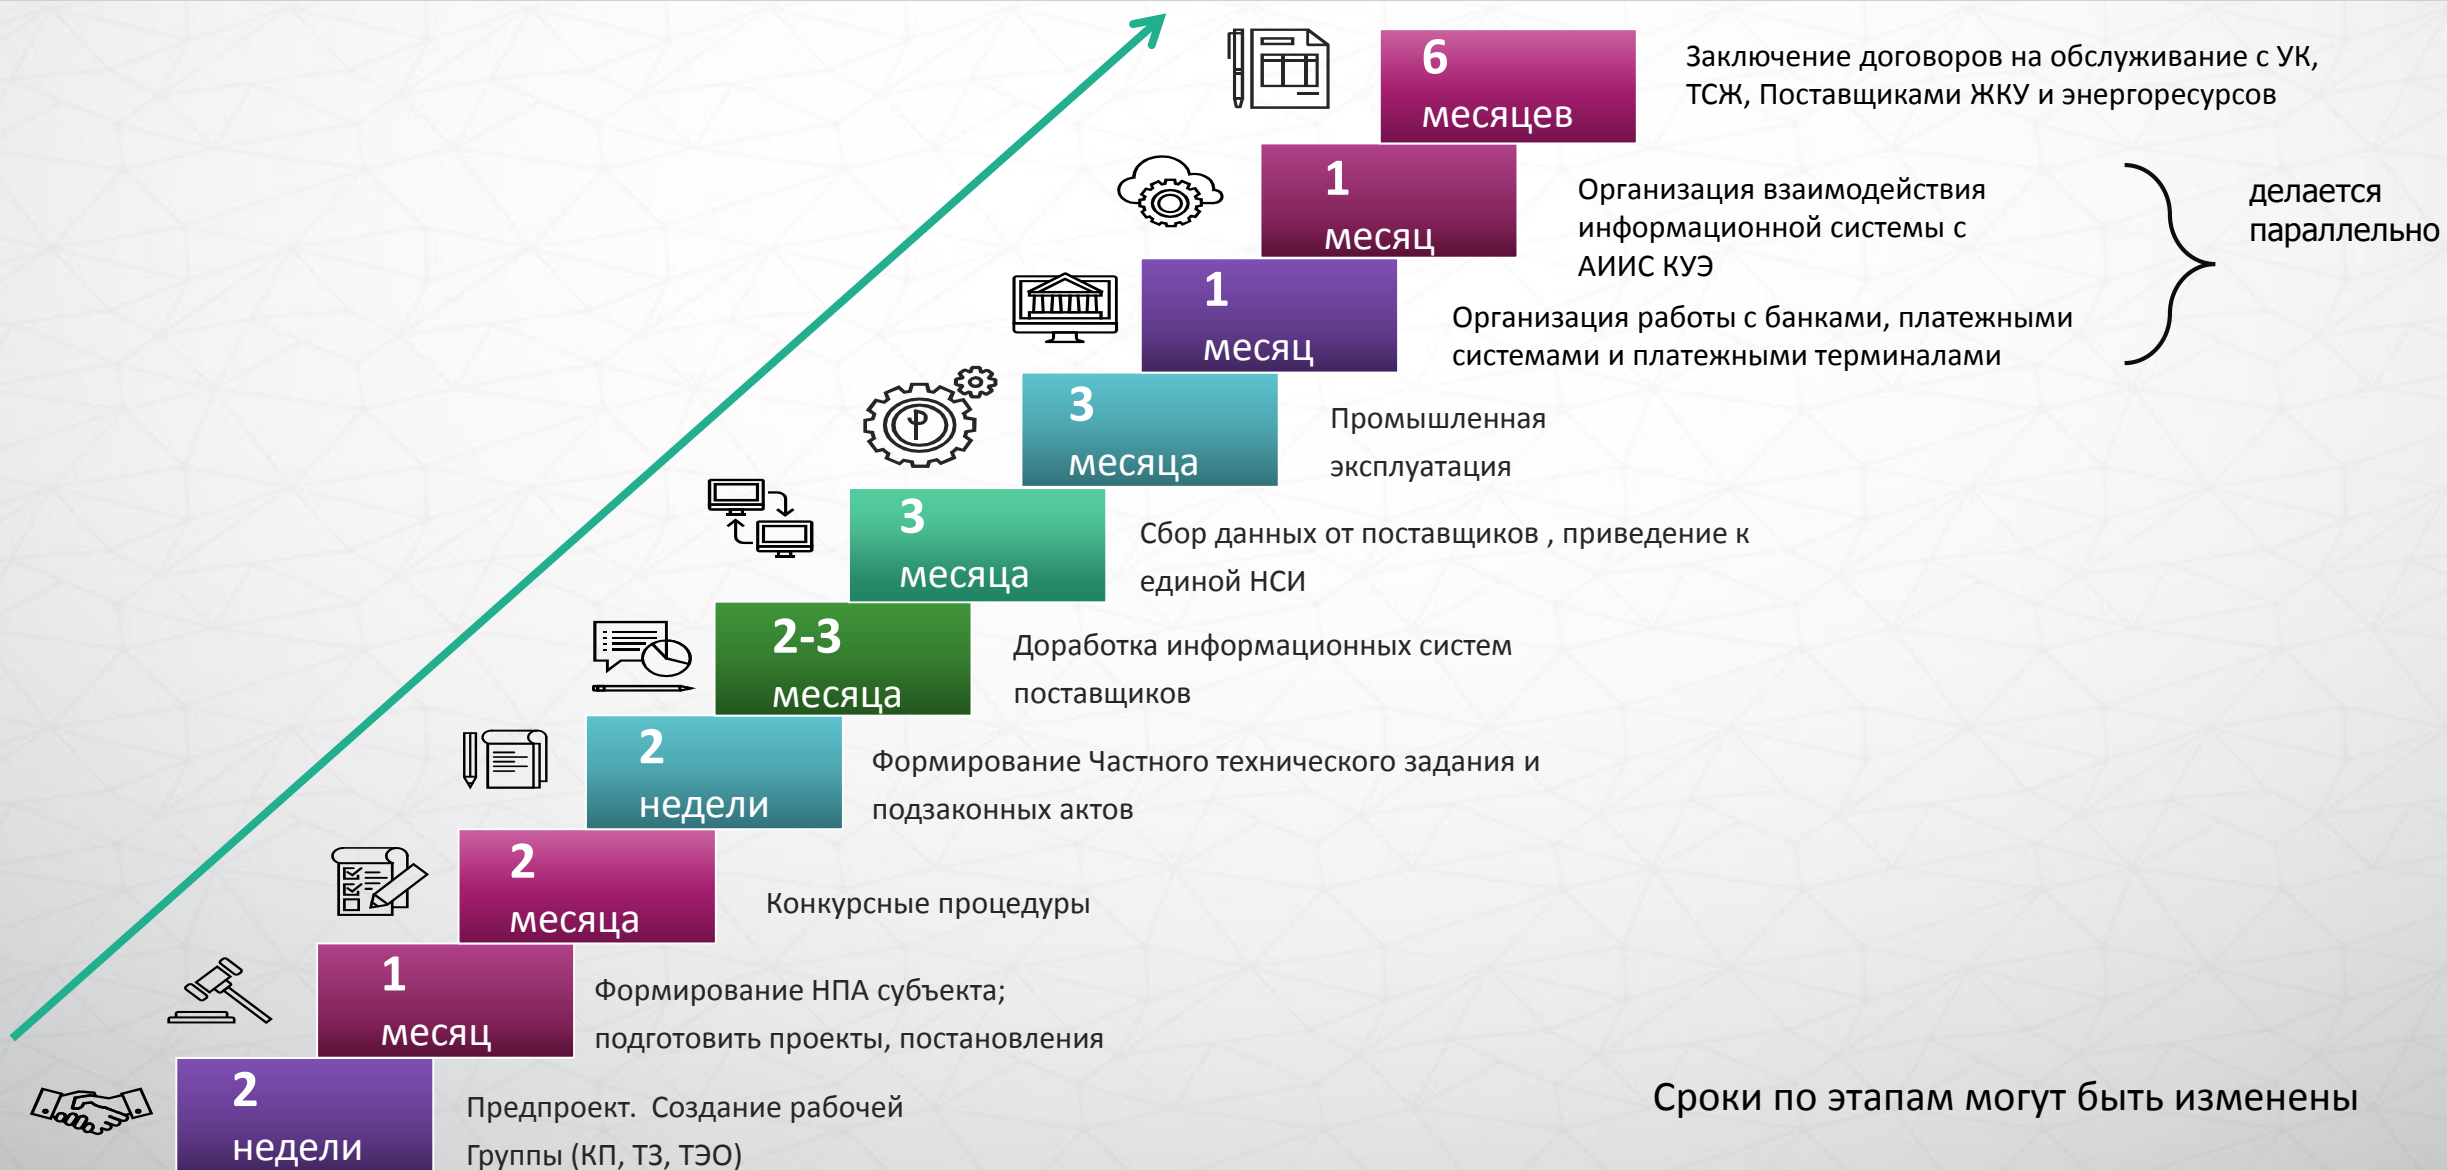 6
месяцев
Заключение договоров на обслуживание с УК,
ТСЖ, Поставщиками ЖКУ и энергоресурсов
1
месяц
Организация взаимодействия
информационной системы с
АИИС КУЭ
делается
параллельно
1
месяц
Организация работы с банками, платежными
системами и платежными терминалами
3
месяца
Промышленная
эксплуатация
3
месяца
Сбор данных от поставщиков , приведение к
единой НСИ
2-3
месяца
Доработка информационных систем
поставщиков
2
недели
Формирование Частного технического задания и
подзаконных актов
2
месяца
Конкурсные процедуры
1
месяц
Формирование НПА субъекта;
подготовить проекты, постановления
2
недели
Предпроект. Создание рабочей
Группы (КП, ТЗ, ТЭО)
Сроки по этапам могут быть изменены